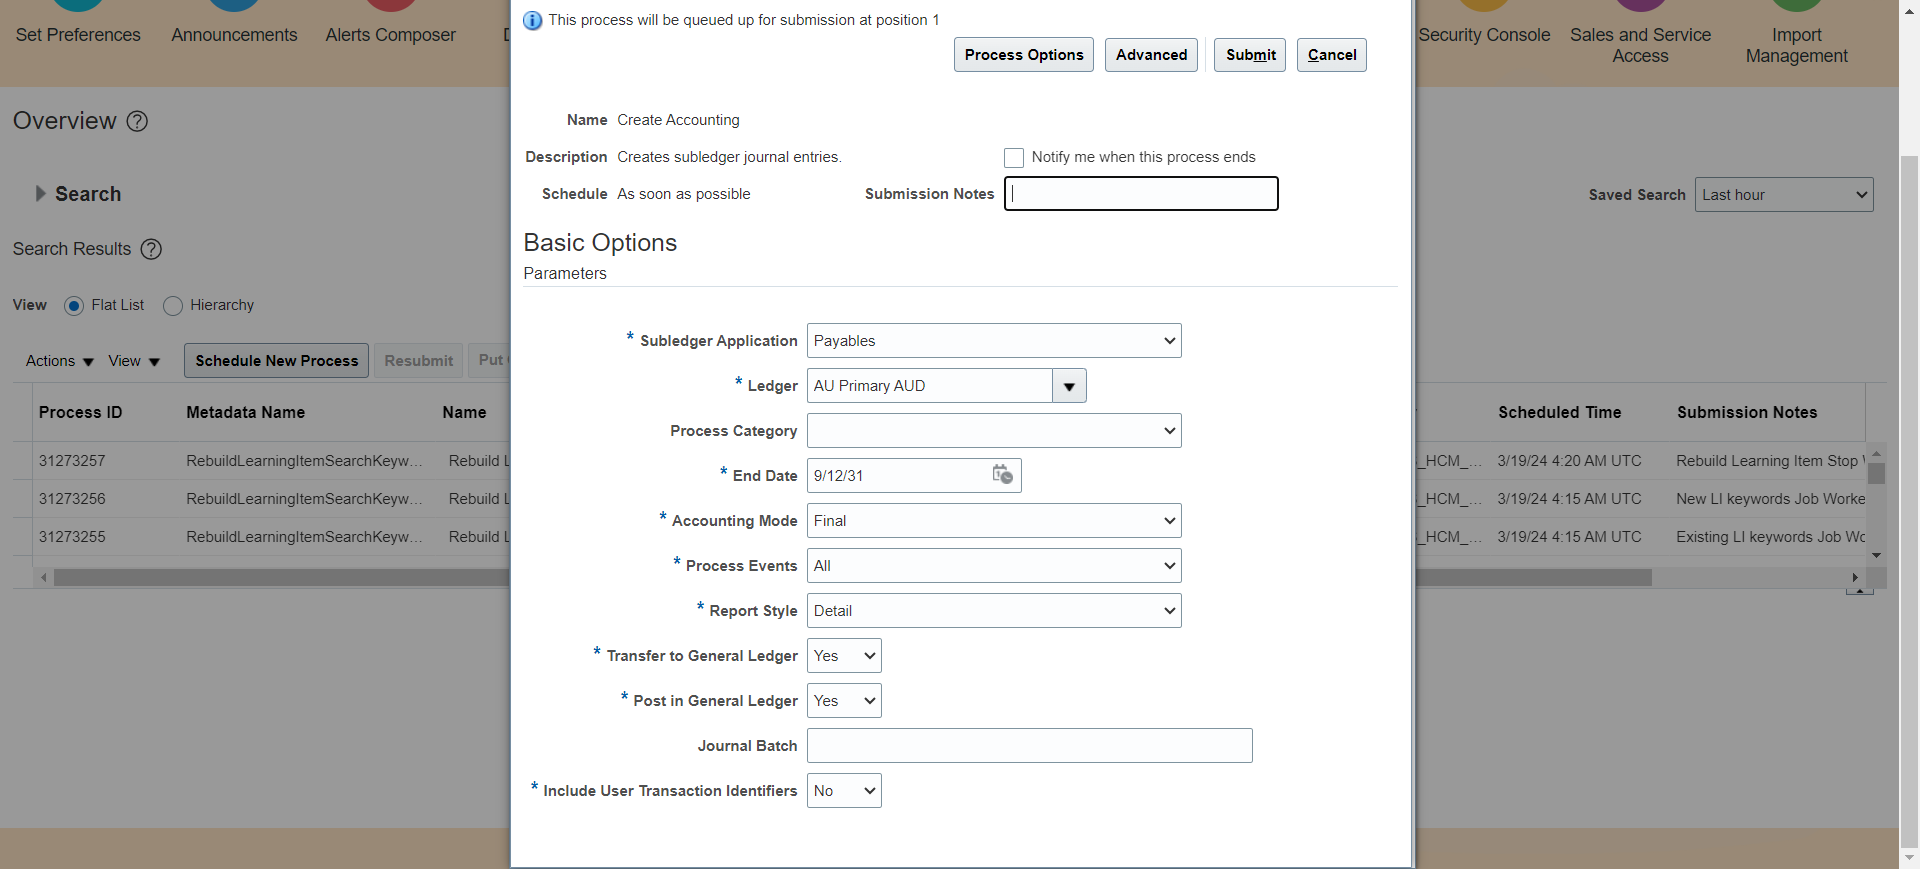 Set Preferences
Announcements
Alerts Composer
Security Console
Sales and Service
Access
Import
Management
This process will be queued up for submission at position 1
Process Options
Advanced
Submit
Cancel
Overview
Name Create Accounting
Description Creates subledger journal entries.
Notify me when this process ends
Search
Schedule As soon as possible
Submission Notes
Saved Search Last hour
Search Results
Basic Options
Parameters
View Flat List Hierarchy
Actions View Schedule New Process Resubmit Put
* Subledger Application Payables
* Ledger AU Primary AUD
Process ID Metadata Name Name Scheduled Time Submission Notes
Process Category
31273257 RebuildLearningItemSearchKeyw... Rebuild L _HCM_... 3/19/24 4:20 AM UTC Rebuild Learning Item Stop
* End Date 9/12/31
31273256 RebuildLearningItemSearchKeyw... Rebuild L _HCM_... 3/19/24 4:15 AM UTC New LI keywords Job Worke
* Accounting Mode Final
31273255 RebuildLearningItemSearchKeyw... Rebuild L _HCM_... 3/19/24 4:15 AM UTC Existing LI keywords Job Wo
* Process Events All
* Report Style Detail
* Transfer to General Ledger Yes
* Post in General Ledger Yes
Journal Batch
* Include User Transaction Identifiers No